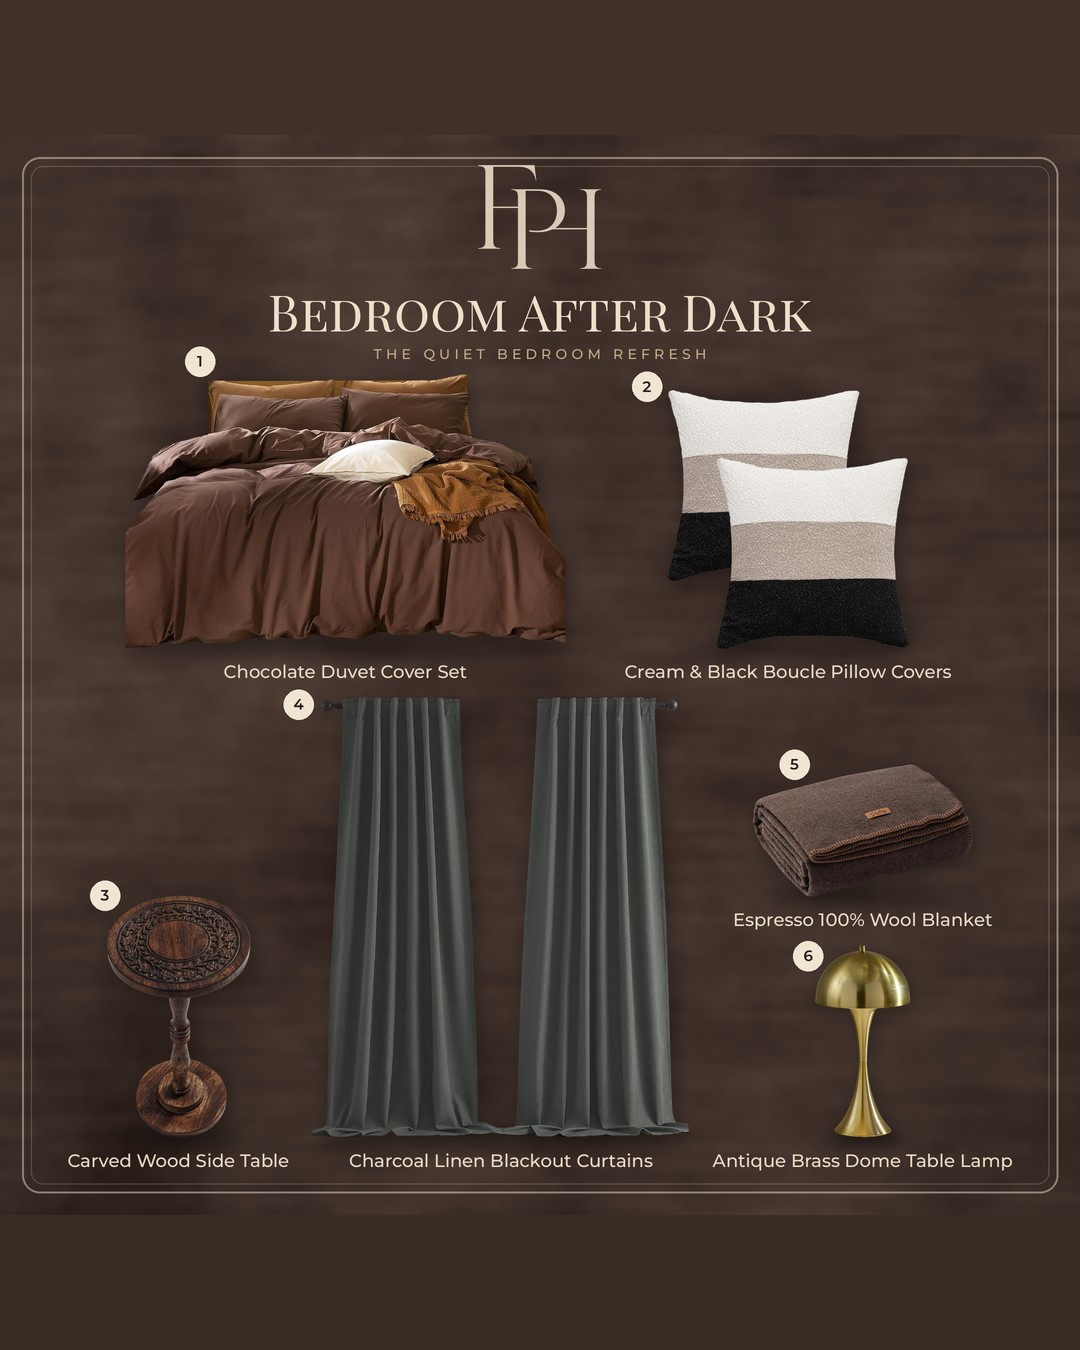 FPH
BEDROOM AFTER DARK
THE QUIET BEDROOM REFRESH
1
2
Chocolate Duvet Cover Set
Cream & Black Boucle Pillow Covers
4
5
Espresso 100% Wool Blanket
3
6
Carved Wood Side Table
Charcoal Linen Blackout Curtains
Antique Brass Dome Table Lamp